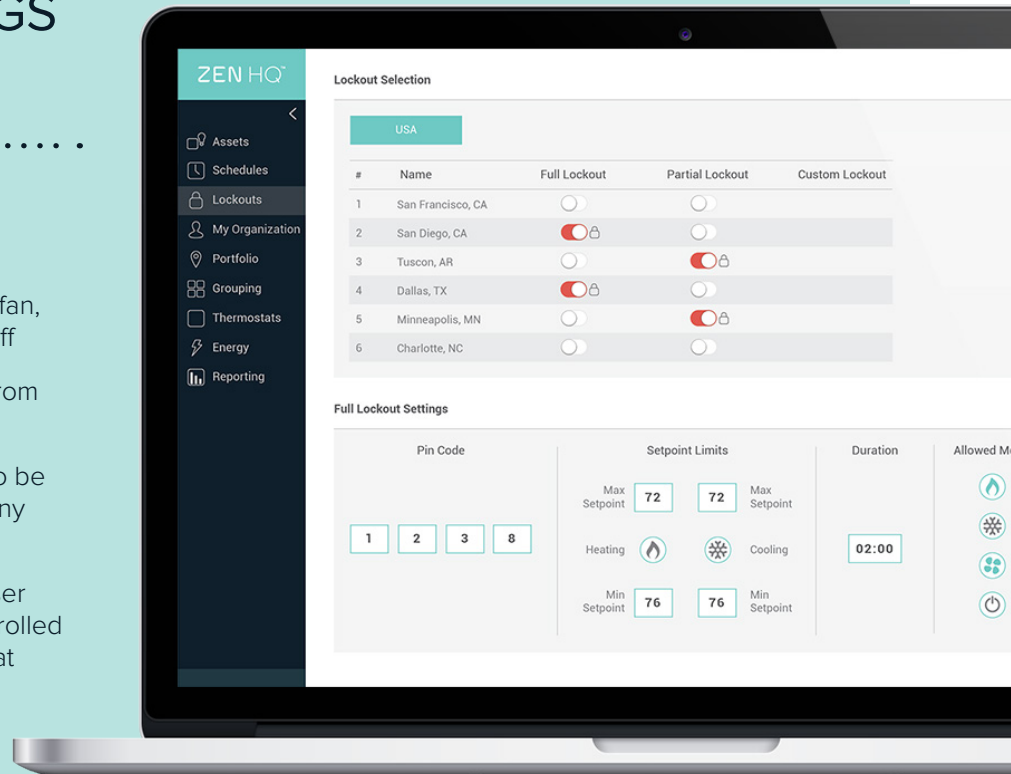 GS
fan,
ff
rom
o be
ny
er
rolled
at
ZEN HQ™
<
Assets
Schedules
Lockouts
My Organization
Portfolio
Grouping
Thermostats
Energy
Reporting
Lockout Selection
USA
# Name Full Lockout Partial Lockout Custom Lockout
1 San Francisco, CA
2 San Diego, CA
3 Tuscon, AR
4 Dallas, TX
5 Minneapolis, MN
6 Charlotte, NC
Full Lockout Settings
Pin Code
1 2 3 8
Setpoint Limits
Max Setpoint 72 72 Max Setpoint
Heating Cooling
Min Setpoint 76 76 Min Setpoint
Duration
02:00
Allowed M